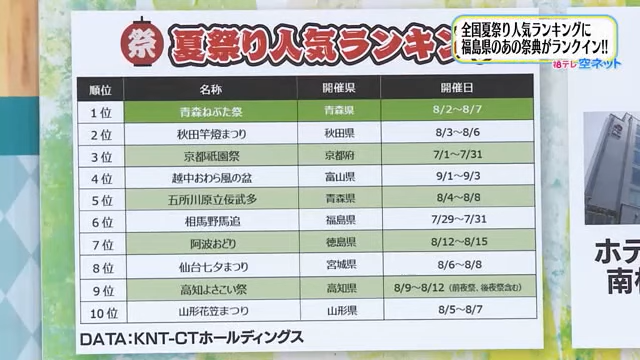 全国夏祭り人気ランキングに
福島県のあの祭典がランクイン!!
福テレ空ネット
祭 夏祭り人気ランキング
順位 名称 開催県 開催日
1位 青森ねぶた祭 青森県 8/2〜8/7
2位 秋田竿燈まつり 秋田県 8/3〜8/6
3位 京都祇園祭 京都府 7/1〜7/31
4位 越中おわら風の盆 富山県 9/1〜9/3
5位 五所川原立佞武多 青森県 8/4〜8/8
6位 相馬野馬追 福島県 7/29〜7/31
7位 阿波おどり 徳島県 8/12〜8/15
8位 仙台七夕まつり 宮城県 8/6〜8/8
9位 高知よさこい祭 高知県 8/9〜8/12(前夜祭、後夜祭含む)
10位 山形花笠まつり 山形県 8/5〜8/7
DATA:KNT-CTホールディングス
ホテ
南